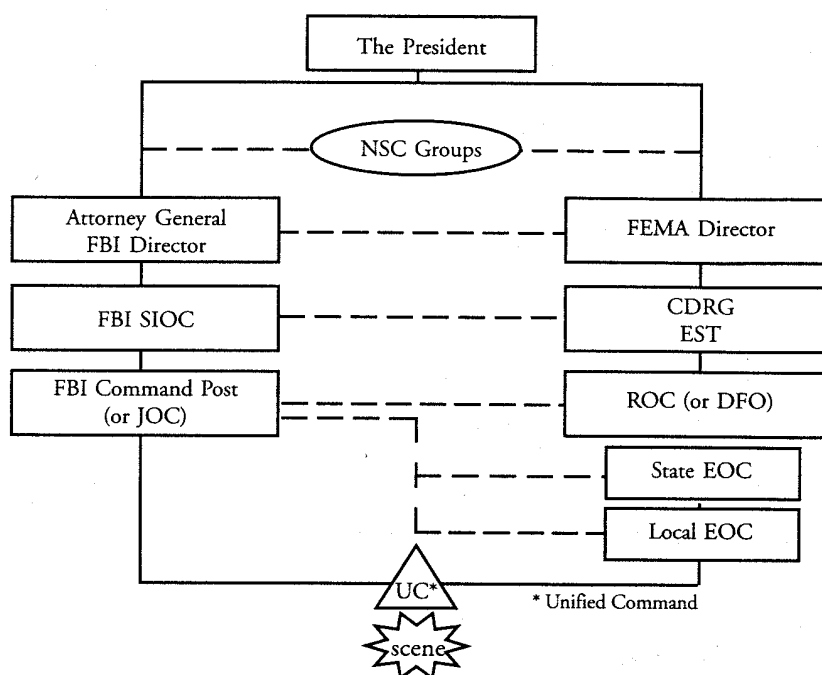 The President
NSC Groups
Attorney General
FBI Director
FEMA Director
FBI SIOC
CDRG
EST
FBI Command Post
(or JOC)
ROC (or DFO)
State EOC
Local EOC
UC*
* Unified Command
scene